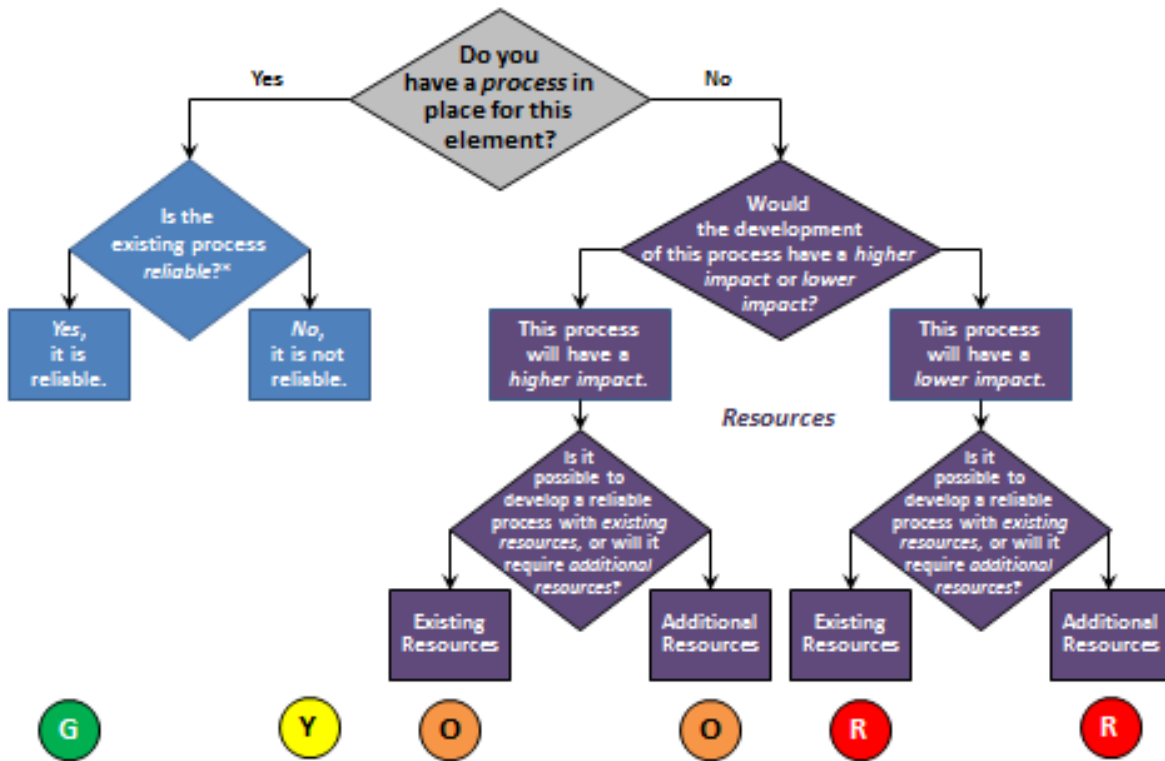 Do you
have a process in
place for this
element?
Yes
No
Is the
existing process
reliable?*
Would
the development
of this process have a higher
impact or lower
impact?
Yes,
it is
reliable.
No,
it is not
reliable.
This process
will have a
higher impact.
This process
will have a
lower impact.
Resources
Is it
possible to
develop a reliable
process with existing
resources, or will it
require additional
resources?
Is it
possible to
develop a reliable
process with existing
resources, or will it
require additional
resources?
Existing
Resources
Additional
Resources
Existing
Resources
Additional
Resources
G
Y
O
O
R
R